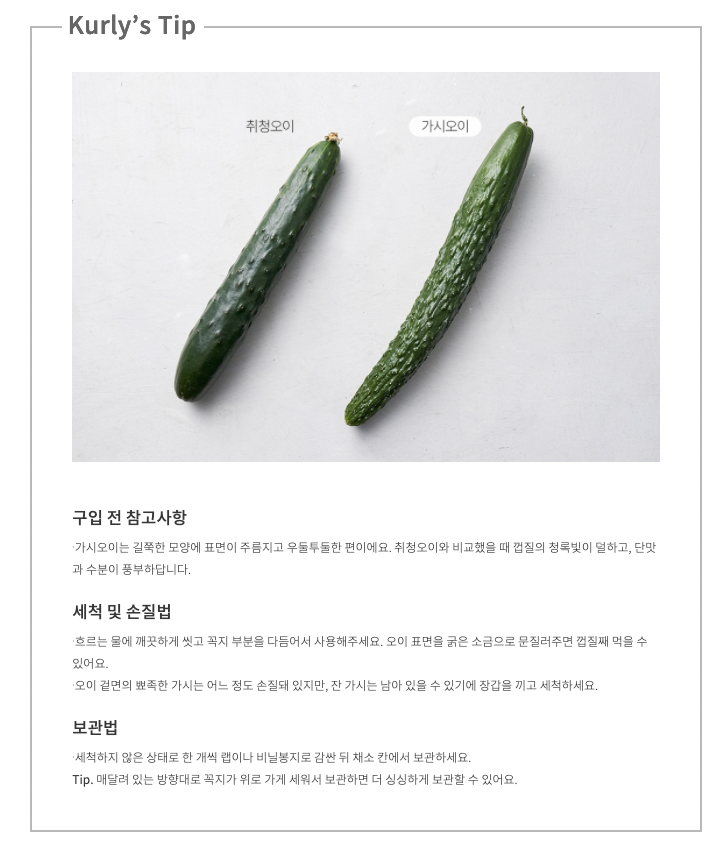 Kurly’s Tip
취청오이
가시오이
구입 전 참고사항
·가시오이는 길쭉한 모양에 표면이 주름지고 우둘투둘한 편이에요. 취청오이와 비교했을 때 껍질의 청록빛이 덜하고, 단맛
과 수분이 풍부하답니다.
세척 및 손질법
·흐르는 물에 깨끗하게 씻고 꼭지 부분을 다듬어서 사용해주세요. 오이 표면을 굵은 소금으로 문질러주면 껍질째 먹을 수
있어요.
·오이 겉면의 뾰족한 가시는 어느 정도 손질돼 있지만, 잔 가시는 남아 있을 수 있기에 장갑을 끼고 세척하세요.
보관법
·세척하지 않은 상태로 한 개씩 랩이나 비닐봉지로 감싼 뒤 채소 칸에서 보관하세요.
Tip. 매달려 있는 방향대로 꼭지가 위로 가게 세워서 보관하면 더 싱싱하게 보관할 수 있어요.